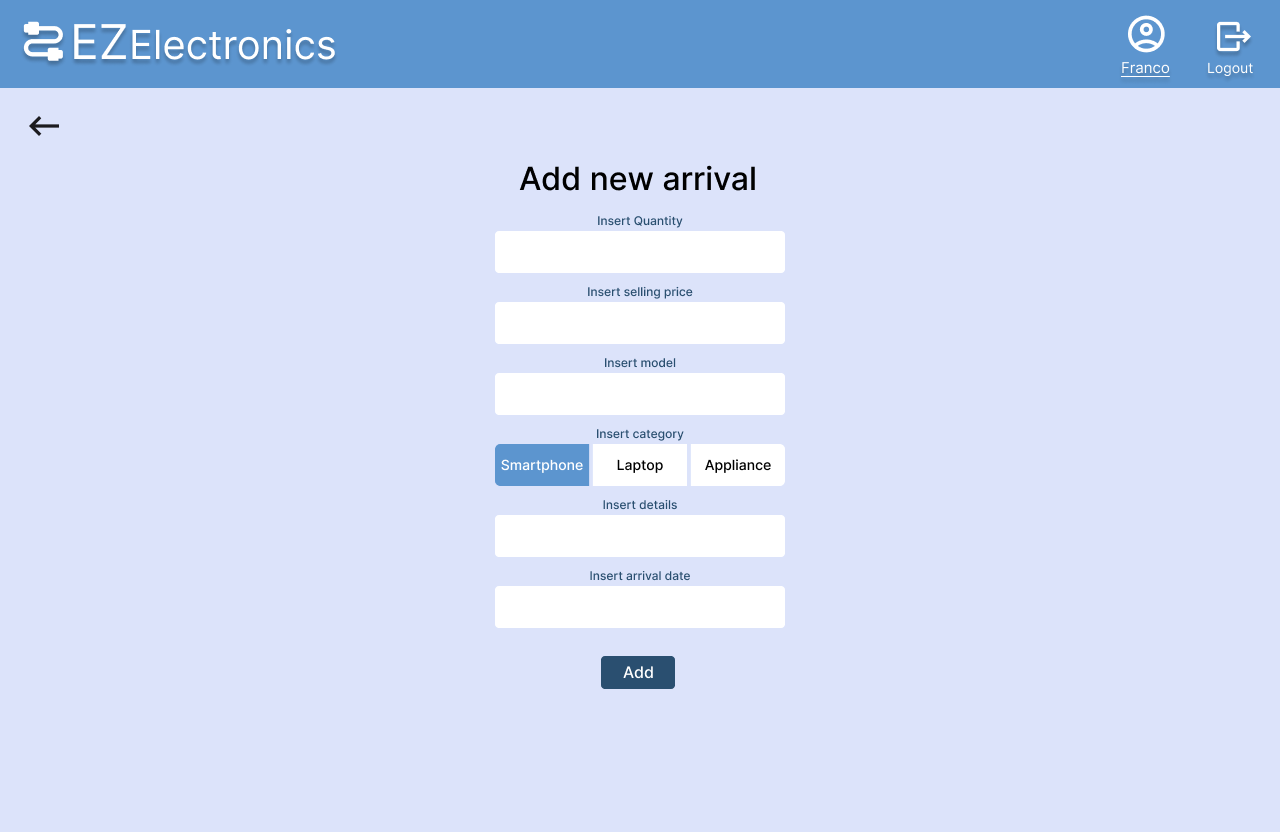 EZElectronics
Franco
Logout
Add new arrival
Insert Quantity
Insert selling price
Insert model
Insert category
Smartphone Laptop Appliance
Insert details
Insert arrival date
Add